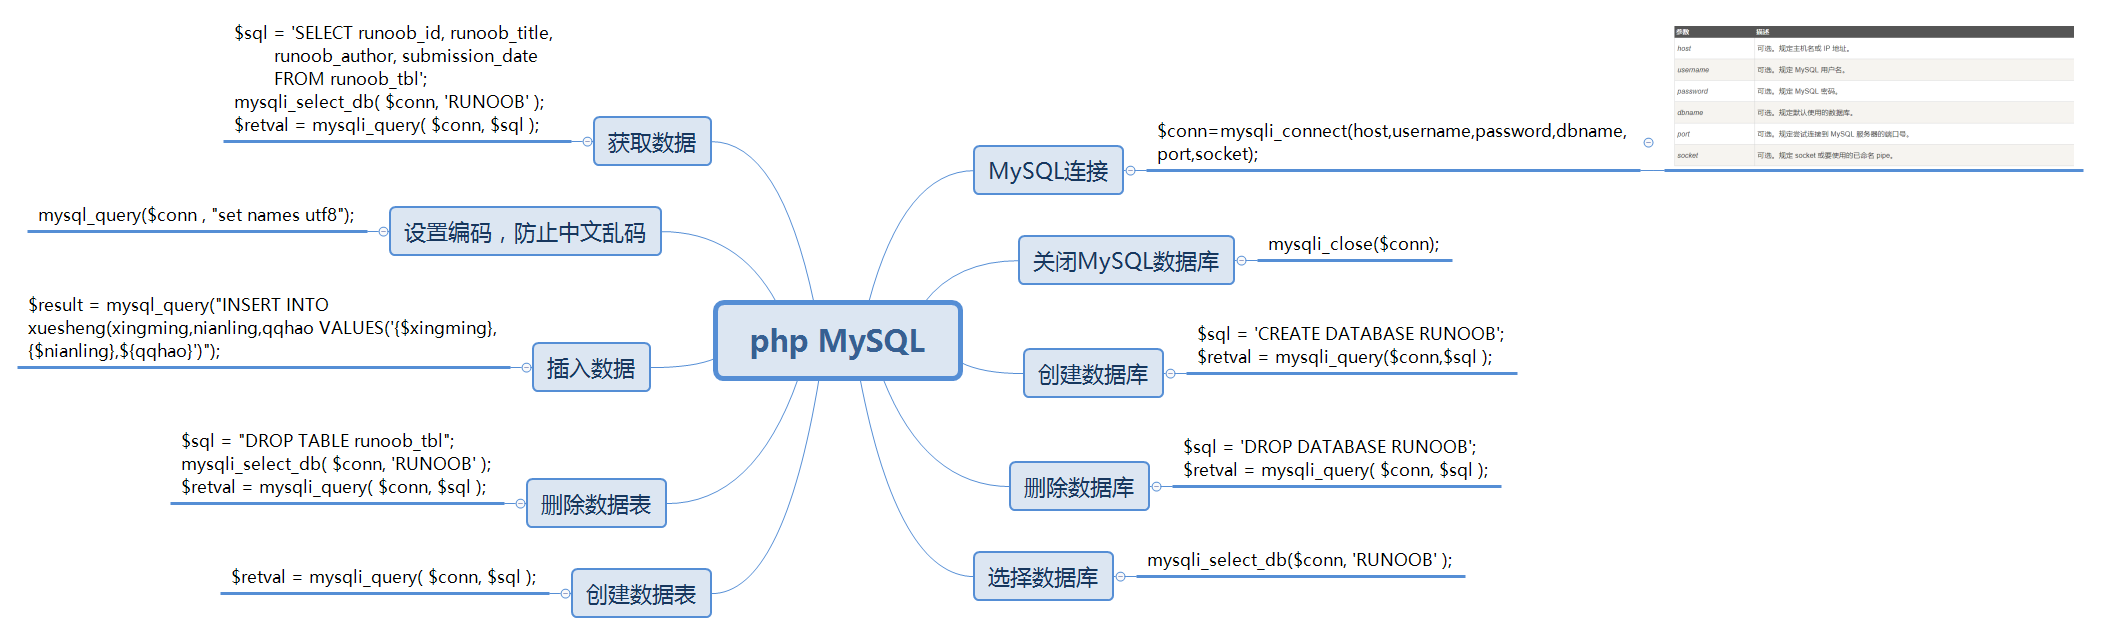 php MySQL
MySQL连接
$conn=mysqli_connect(host,username,password,dbname,
port,socket);
参数 描述
host 可选。规定主机名或 IP 地址。
username 可选。规定 MySQL 用户名。
password 可选。规定 MySQL 密码。
dbname 可选。规定默认使用的数据库。
port 可选。规定尝试连接到 MySQL 服务器的端口号。
socket 可选。规定 socket 或要使用的已命名 pipe。
关闭MySQL数据库
mysqli_close($conn);
创建数据库
$sql = 'CREATE DATABASE RUNOOB';
$retval = mysqli_query($conn,$sql );
删除数据库
$sql = 'DROP DATABASE RUNOOB';
$retval = mysqli_query( $conn, $sql );
选择数据库
mysqli_select_db($conn, 'RUNOOB' );
获取数据
$sql = 'SELECT runoob_id, runoob_title,
runoob_author, submission_date
FROM runoob_tbl';
mysqli_select_db( $conn, 'RUNOOB' );
$retval = mysqli_query( $conn, $sql );
设置编码，防止中文乱码
mysql_query($conn , "set names utf8");
插入数据
$result = mysql_query("INSERT INTO
xuesheng(xingming,nianling,qqhao VALUES('{$xingming},
{$nianling},${qqhao}')");
删除数据表
$sql = "DROP TABLE runoob_tbl";
mysqli_select_db( $conn, 'RUNOOB' );
$retval = mysqli_query( $conn, $sql );
创建数据表
$retval = mysqli_query( $conn, $sql );